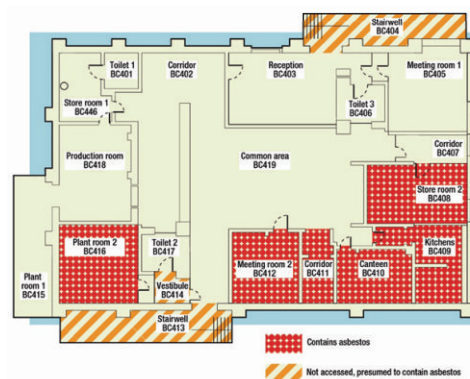 Stairwell
BC404
Toilet 1
BC401
Corridor
BC402
Reception
BC403
Meeting room 1
BC405
Store room 1
BC446
Toilet 3
BC406
Production room
BC418
Corridor
BC407
Common area
BC419
Store room 2
BC408
Plant room 2
BC416
Toilet 2
BC417
Kitchens
BC409
Meeting room 2
BC412
Corridor
BC411
Canteen
BC410
Plant
room 1
BC415
Vestibule
BC414
Stairwell
BC413
Contains asbestos
Not accessed, presumed to contain asbestos